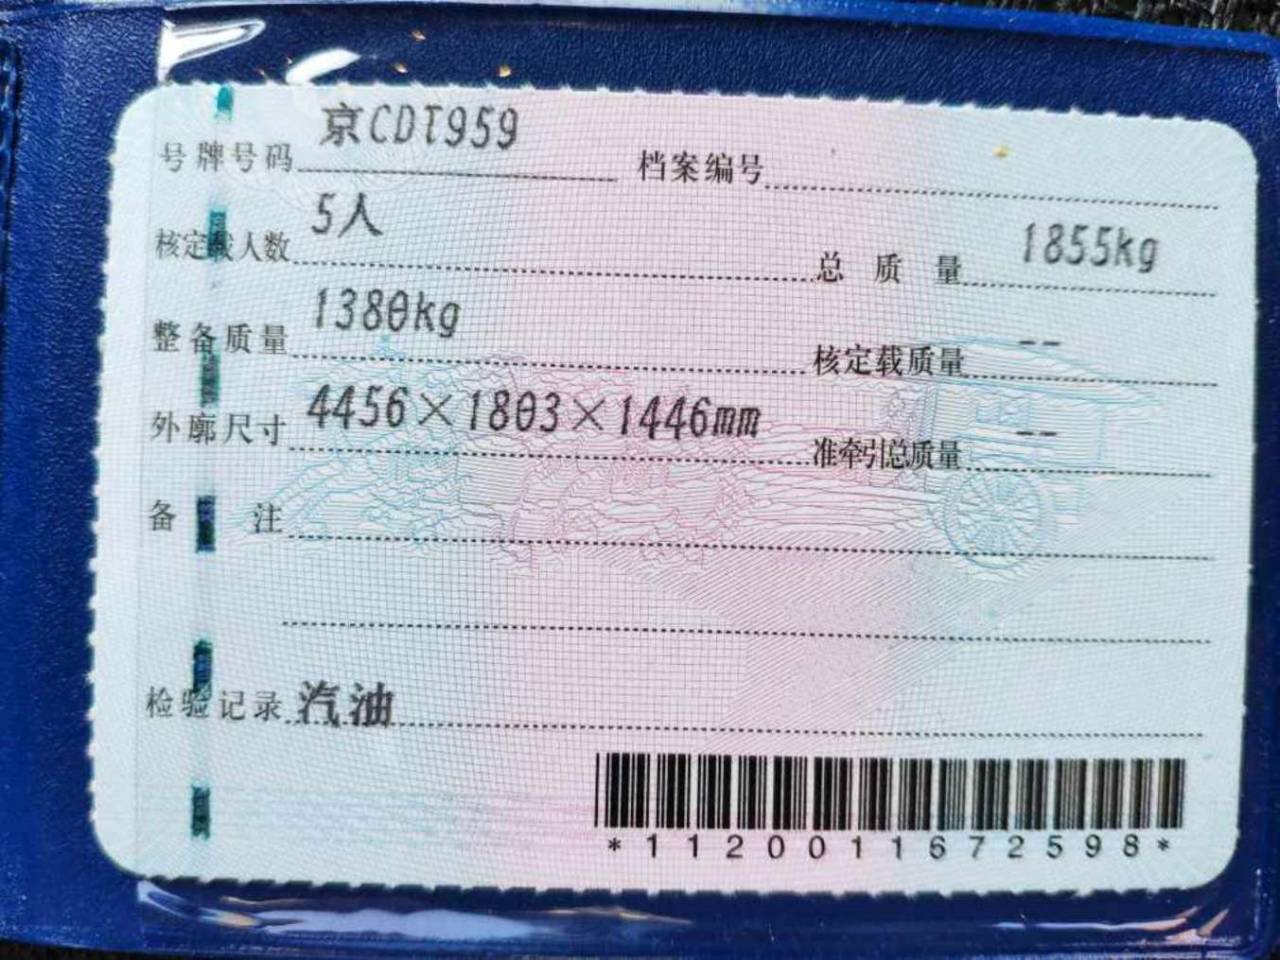 号牌号码 京CDT959 档案编号
核定载人数 5人 总质量 1855kg
整备质量 1380kg 核定载质量 --
外廓尺寸 4456×1803×1446mm 准牵引总质量 --
备注
检验记录 汽油
*1120011672598*